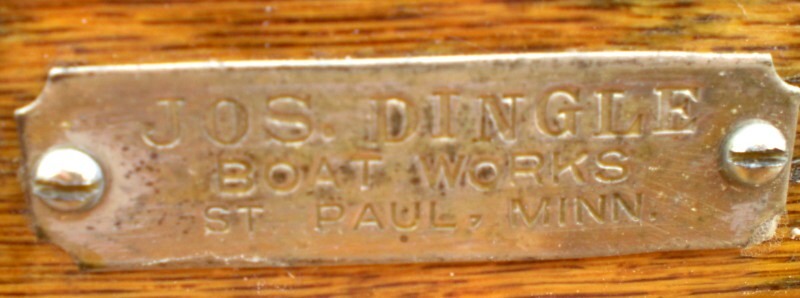 JOS. DINGLE
BOAT WORKS
ST PAUL, MINN.